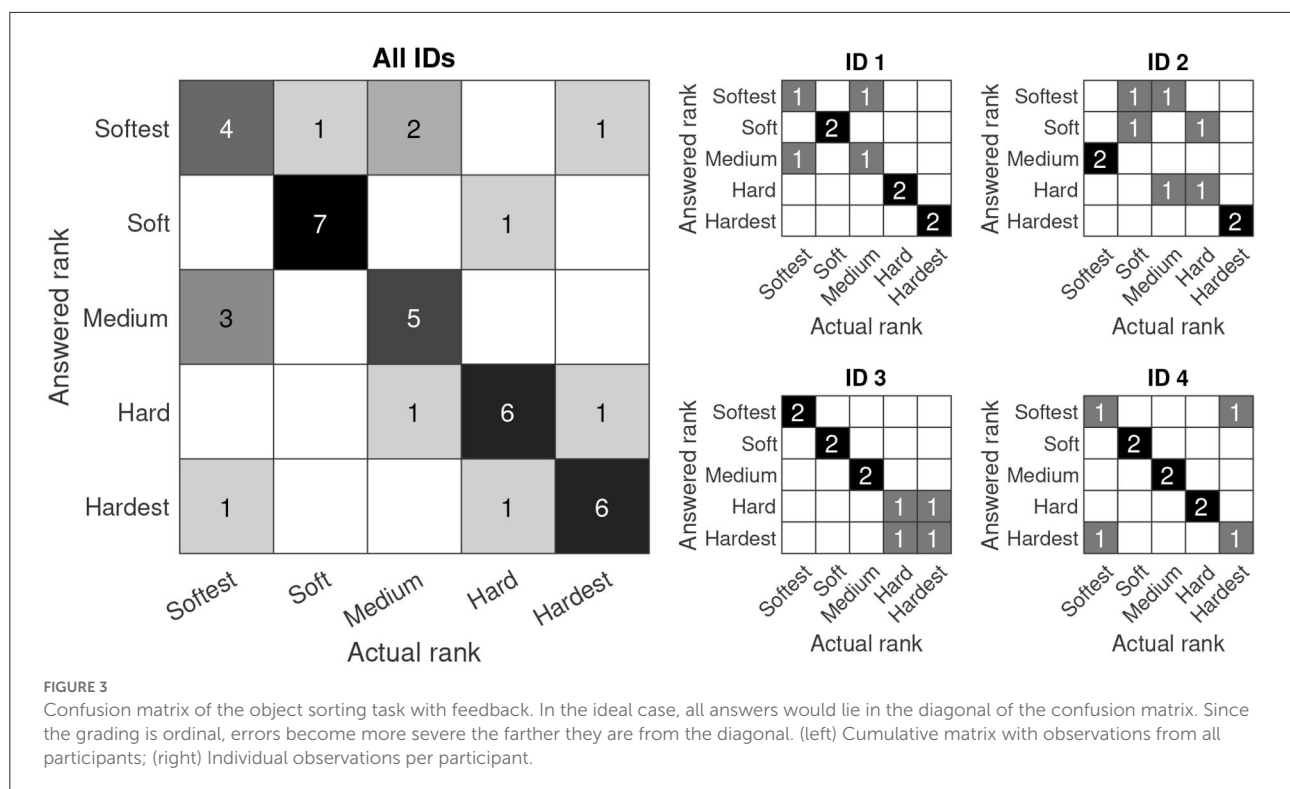 All IDs
Answered rank
Softest 4 1 2 1
Soft 7 1
Medium 3 5
Hard 1 6 1
Hardest 1 1 6
Softest Soft Medium Hard Hardest
Actual rank
ID 1
Answered rank
Softest 1 1
Soft 2
Medium 1 1
Hard 2
Hardest 2
Softest Soft Medium Hard Hardest
Actual rank
ID 2
Answered rank
Softest 1 1
Soft 1 1
Medium 2
Hard 1 1
Hardest 2
Softest Soft Medium Hard Hardest
Actual rank
ID 3
Answered rank
Softest 2
Soft 2
Medium 2
Hard 1 1
Hardest 1 1
Softest Soft Medium Hard Hardest
Actual rank
ID 4
Answered rank
Softest 1 1
Soft 2
Medium 2
Hard 2
Hardest 1 1
Softest Soft Medium Hard Hardest
Actual rank
FIGURE 3
Confusion matrix of the object sorting task with feedback. In the ideal case, all answers would lie in the diagonal of the confusion matrix. Since
the grading is ordinal, errors become more severe the farther they are from the diagonal. (left) Cumulative matrix with observations from all
participants; (right) Individual observations per participant.